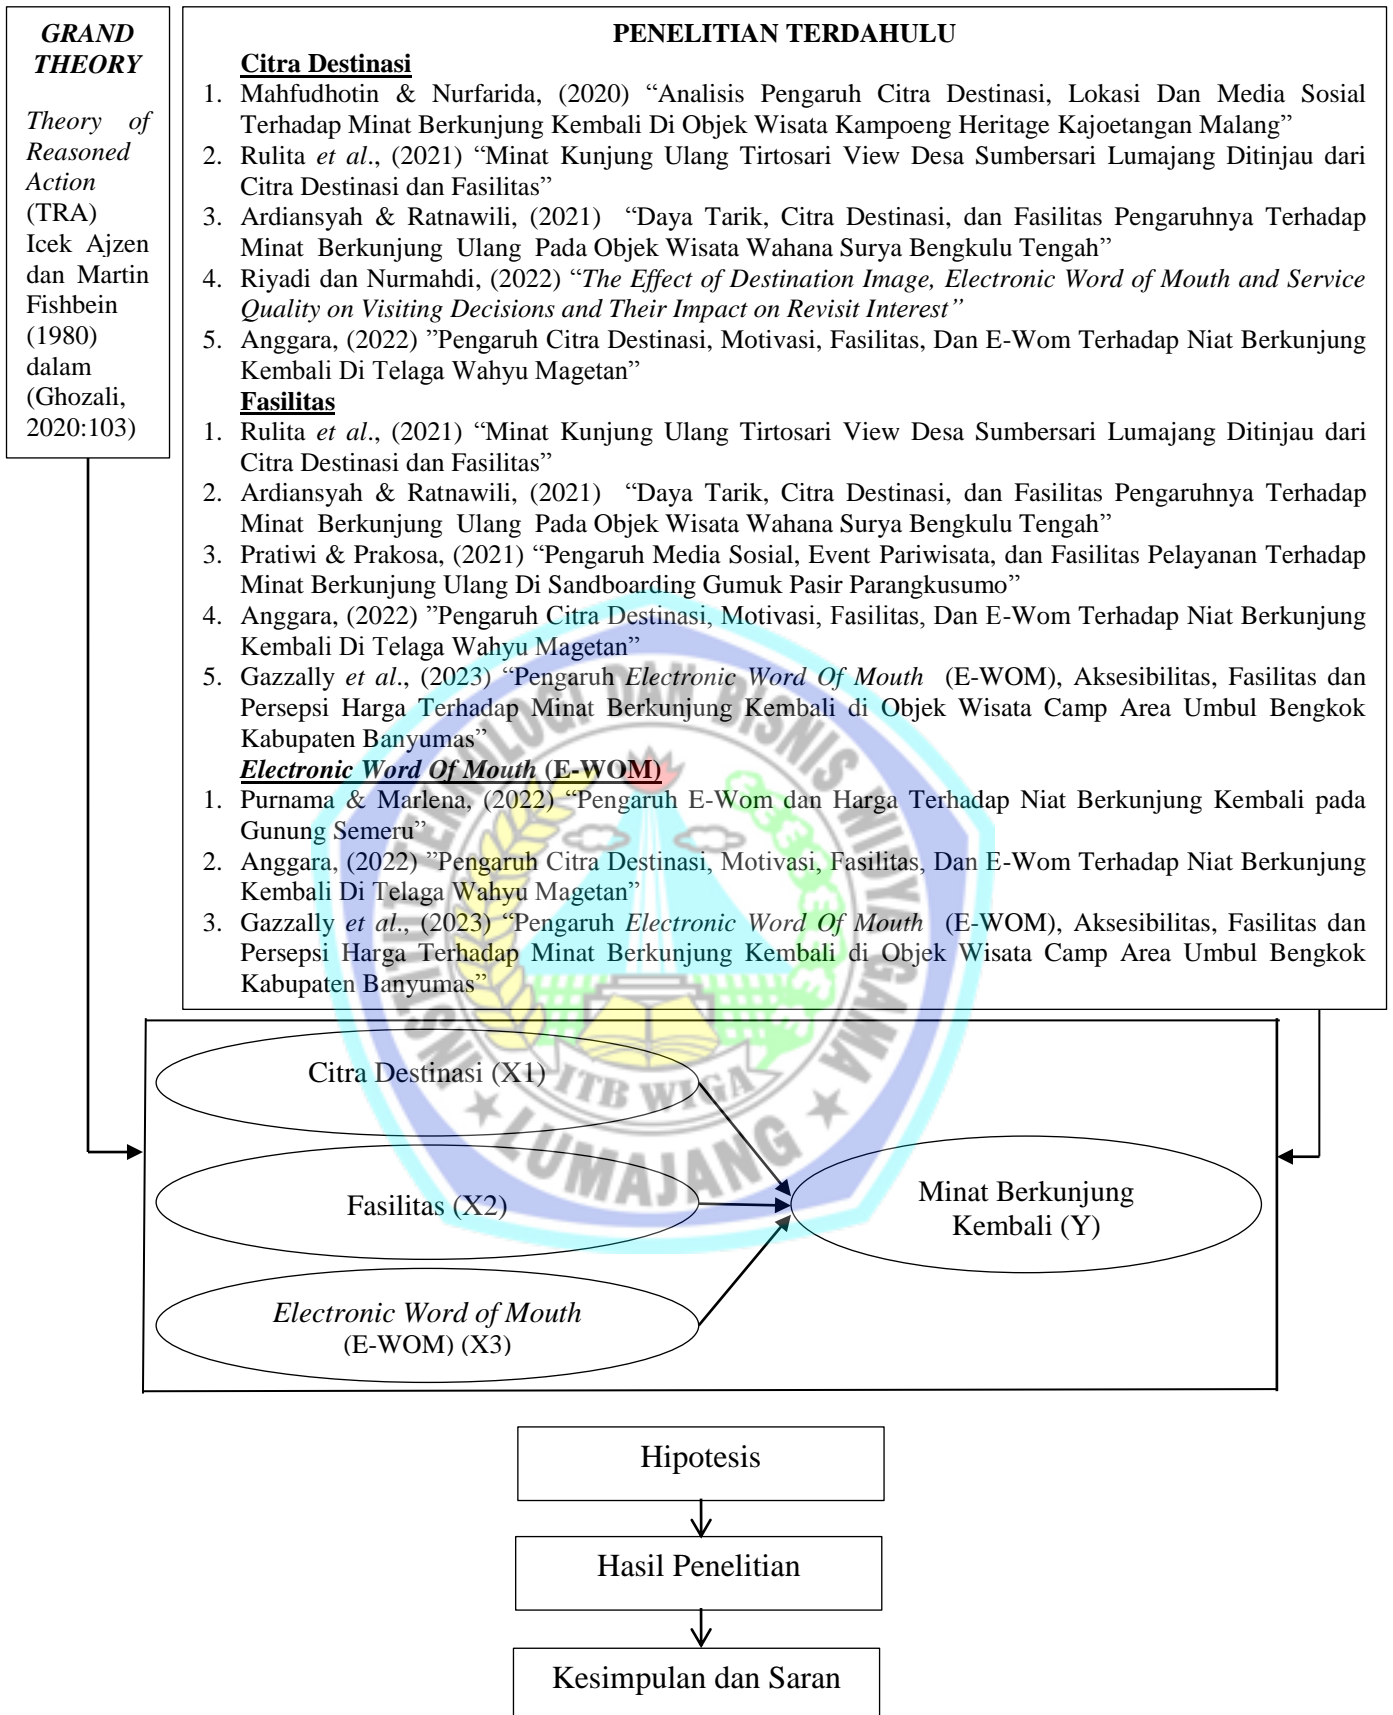 GRAND
THEORY
Theory of
Reasoned
Action
(TRA)
Icek Ajzen
dan Martin
Fishbein
(1980)
dalam
(Ghozali,
2020:103)
PENELITIAN TERDAHULU
Citra Destinasi
1. Mahfudhotin & Nurfarida, (2020) “Analisis Pengaruh Citra Destinasi, Lokasi Dan Media Sosial
Terhadap Minat Berkunjung Kembali Di Objek Wisata Kampoeng Heritage Kajoetangan Malang”
2. Rulita et al., (2021) “Minat Kunjung Ulang Tirtosari View Desa Sumbersari Lumajang Ditinjau dari
Citra Destinasi dan Fasilitas”
3. Ardiansyah & Ratnawili, (2021) “Daya Tarik, Citra Destinasi, dan Fasilitas Pengaruhnya Terhadap
Minat Berkunjung Ulang Pada Objek Wisata Wahana Surya Bengkulu Tengah”
4. Riyadi dan Nurmahdi, (2022) “The Effect of Destination Image, Electronic Word of Mouth and Service
Quality on Visiting Decisions and Their Impact on Revisit Interest”
5. Anggara, (2022) ”Pengaruh Citra Destinasi, Motivasi, Fasilitas, Dan E-Wom Terhadap Niat Berkunjung
Kembali Di Telaga Wahyu Magetan”
Fasilitas
1. Rulita et al., (2021) “Minat Kunjung Ulang Tirtosari View Desa Sumbersari Lumajang Ditinjau dari
Citra Destinasi dan Fasilitas”
2. Ardiansyah & Ratnawili, (2021) “Daya Tarik, Citra Destinasi, dan Fasilitas Pengaruhnya Terhadap
Minat Berkunjung Ulang Pada Objek Wisata Wahana Surya Bengkulu Tengah”
3. Pratiwi & Prakosa, (2021) “Pengaruh Media Sosial, Event Pariwisata, dan Fasilitas Pelayanan Terhadap
Minat Berkunjung Ulang Di Sandboarding Gumuk Pasir Parangkusumo”
4. Anggara, (2022) ”Pengaruh Citra Destinasi, Motivasi, Fasilitas, Dan E-Wom Terhadap Niat Berkunjung
Kembali Di Telaga Wahyu Magetan”
5. Gazzally et al., (2023) “Pengaruh Electronic Word Of Mouth (E-WOM), Aksesibilitas, Fasilitas dan
Persepsi Harga Terhadap Minat Berkunjung Kembali di Objek Wisata Camp Area Umbul Bengkok
Kabupaten Banyumas”
Electronic Word Of Mouth (E-WOM)
1. Purnama & Marlena, (2022) “Pengaruh E-Wom dan Harga Terhadap Niat Berkunjung Kembali pada
Gunung Semeru”
2. Anggara, (2022) ”Pengaruh Citra Destinasi, Motivasi, Fasilitas, Dan E-Wom Terhadap Niat Berkunjung
Kembali Di Telaga Wahyu Magetan”
3. Gazzally et al., (2023) “Pengaruh Electronic Word Of Mouth (E-WOM), Aksesibilitas, Fasilitas dan
Persepsi Harga Terhadap Minat Berkunjung Kembali di Objek Wisata Camp Area Umbul Bengkok
Kabupaten Banyumas”
INSTITUT TEKNOLOGI DAN BISNIS WIDYA GAMA
ITB WIGA
LUMAJANG
Citra Destinasi (X1)
Fasilitas (X2)
Electronic Word of Mouth
(E-WOM) (X3)
Minat Berkunjung
Kembali (Y)
Hipotesis
Hasil Penelitian
Kesimpulan dan Saran